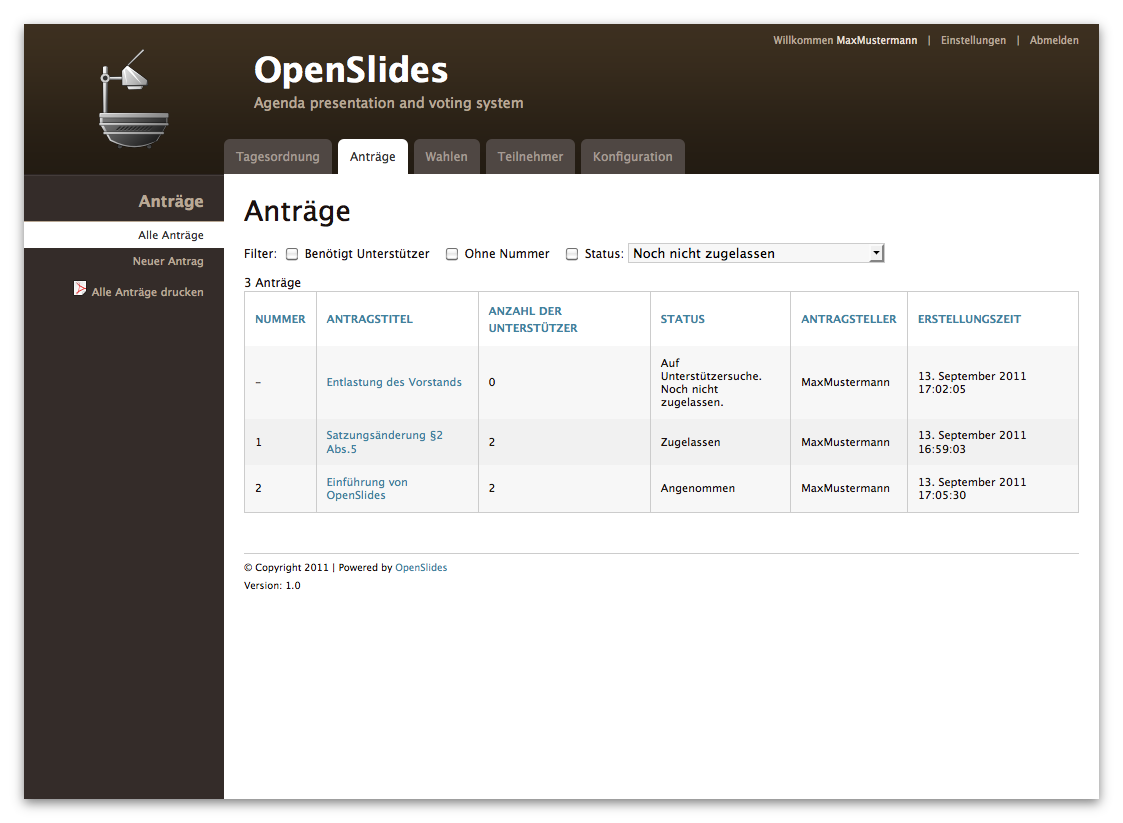 Willkommen MaxMustermann | Einstellungen | Abmelden
OpenSlides
Agenda presentation and voting system
Tagesordnung Anträge Wahlen Teilnehmer Konfiguration
Anträge
Alle Anträge
Neuer Antrag
Alle Anträge drucken
Anträge
Filter: Benötigt Unterstützer Ohne Nummer Status: Noch nicht zugelassen
3 Anträge
NUMMER ANTRAGSTITEL ANZAHL DER UNTERSTÜTZER STATUS ANTRAGSTELLER ERSTELLUNGSZEIT
– Entlastung des Vorstands 0 Auf Unterstützersuche. Noch nicht zugelassen. MaxMustermann 13. September 2011 17:02:05
1 Satzungsänderung §2 Abs.5 2 Zugelassen MaxMustermann 13. September 2011 16:59:03
2 Einführung von OpenSlides 2 Angenommen MaxMustermann 13. September 2011 17:05:30
© Copyright 2011 | Powered by OpenSlides
Version: 1.0